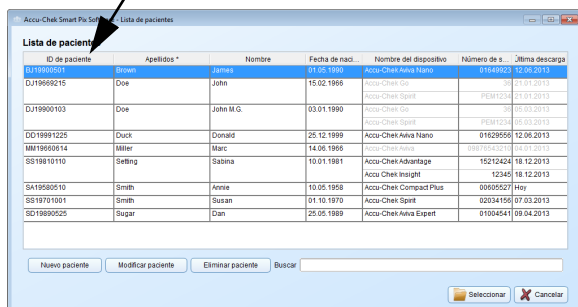 Accu-Chek Smart Pix Software - Lista de pacientes
Lista de pacientes
ID de paciente Apellidos * Nombre Fecha de naci... Nombre del dispositivo Número de s... Última descarga
BJ19900501 Brown James 01.05.1990 Accu-Chek Aviva Nano 01649923 12.06.2013
DJ19669215 Doe John 15.02.1966 Accu-Chek Go 36 21.01.2013
Accu-Chek Spirit PEM1234 21.01.2013
DJ19900103 Doe John M.G. 03.01.1990 Accu-Chek Go 36 05.03.2013
Accu-Chek Spirit PEM1234 05.03.2013
DD19991225 Duck Donald 25.12.1999 Accu-Chek Aviva Nano 01629556 12.06.2013
MM19660614 Miller Marc 14.06.1966 Accu-Chek Aviva 09876543210 04.01.2013
SS19810110 Setting Sabina 10.01.1981 Accu-Chek Advantage 15212424 18.12.2013
Accu Chek Insight 12345 18.12.2013
SA19580510 Smith Annie 10.05.1958 Accu-Chek Compact Plus 00605527 Hoy
SS19701001 Smith Susan 01.10.1970 Accu-Chek Spirit 02034156 07.03.2013
SD19890525 Sugar Dan 25.05.1989 Accu-Chek Aviva Expert 01004541 09.04.2013
Nuevo paciente Modificar paciente Eliminar paciente Buscar
Seleccionar Cancelar